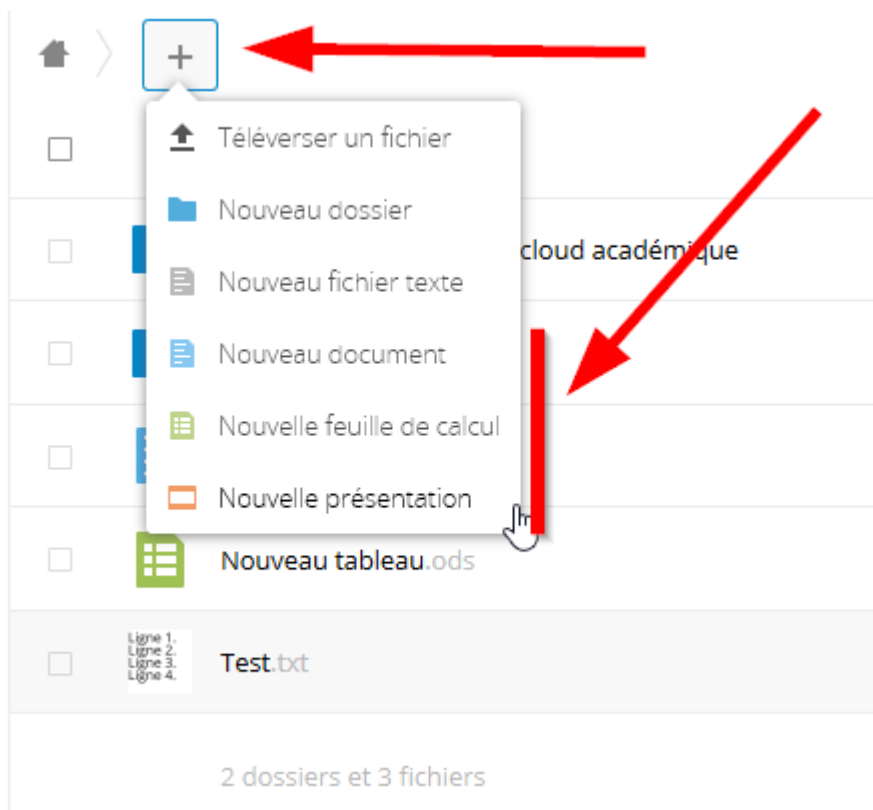 +
Téléverser un fichier
Nouveau dossier
cloud académique
Nouveau fichier texte
Nouveau document
Nouvelle feuille de calcul
Nouvelle présentation
Nouveau tableau.ods
Ligne 1.
Ligne 2.
Ligne 3.
Ligne 4.
Test.txt
2 dossiers et 3 fichiers